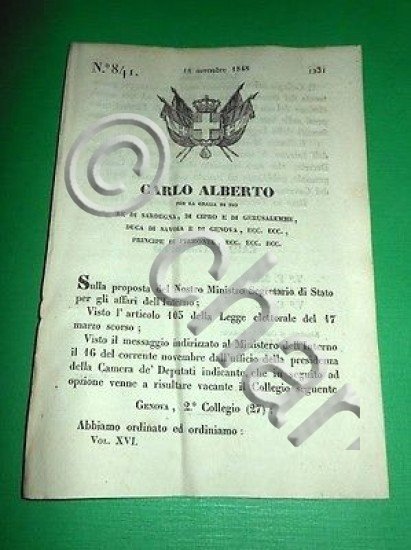 N.º 841.
18 novembre 1848
1231
CARLO ALBERTO
PER LA GRAZIA DI DIO
RE DI SARDEGNA, DI CIPRO E DI GERUSALEMME,
DUCA DI SAVOIA E DI GENOVA, ECC. ECC.,
PRINCIPE DI PIEMONTE, ECC. ECC. ECC.
Sulla proposta del Nostro Ministro Segretario di Stato
per gli affari dell'Interno;
Visto l'articolo 105 della Legge elettorale del 17
marzo scorso;
Visto il messaggio indirizzato al Ministero dell'Interno
il 16 del corrente novembre dall'uffizio della presidenza
della Camera de' Deputati indicante che in seguito ad
opzione venne a risultare vacante il Collegio seguente
GENOVA, 2.º Collegio (27);
Abbiamo ordinato ed ordiniamo:
VOL. XVI.
© char